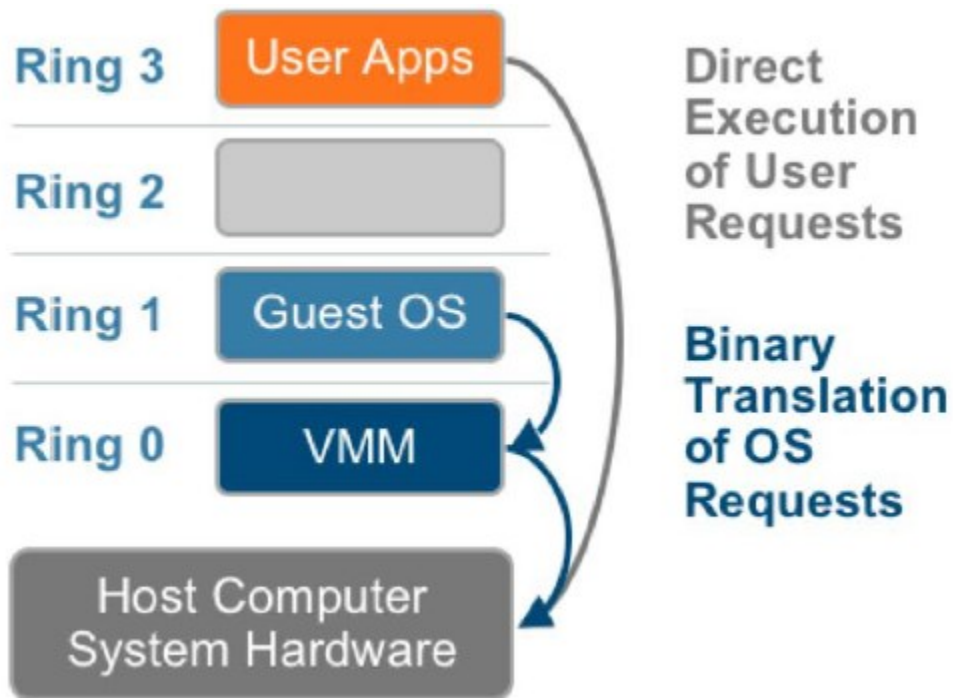 Ring 3
User Apps
Ring 2
Ring 1
Guest OS
Ring 0
VMM
Host Computer
System Hardware
Direct
Execution
of User
Requests
Binary
Translation
of OS
Requests